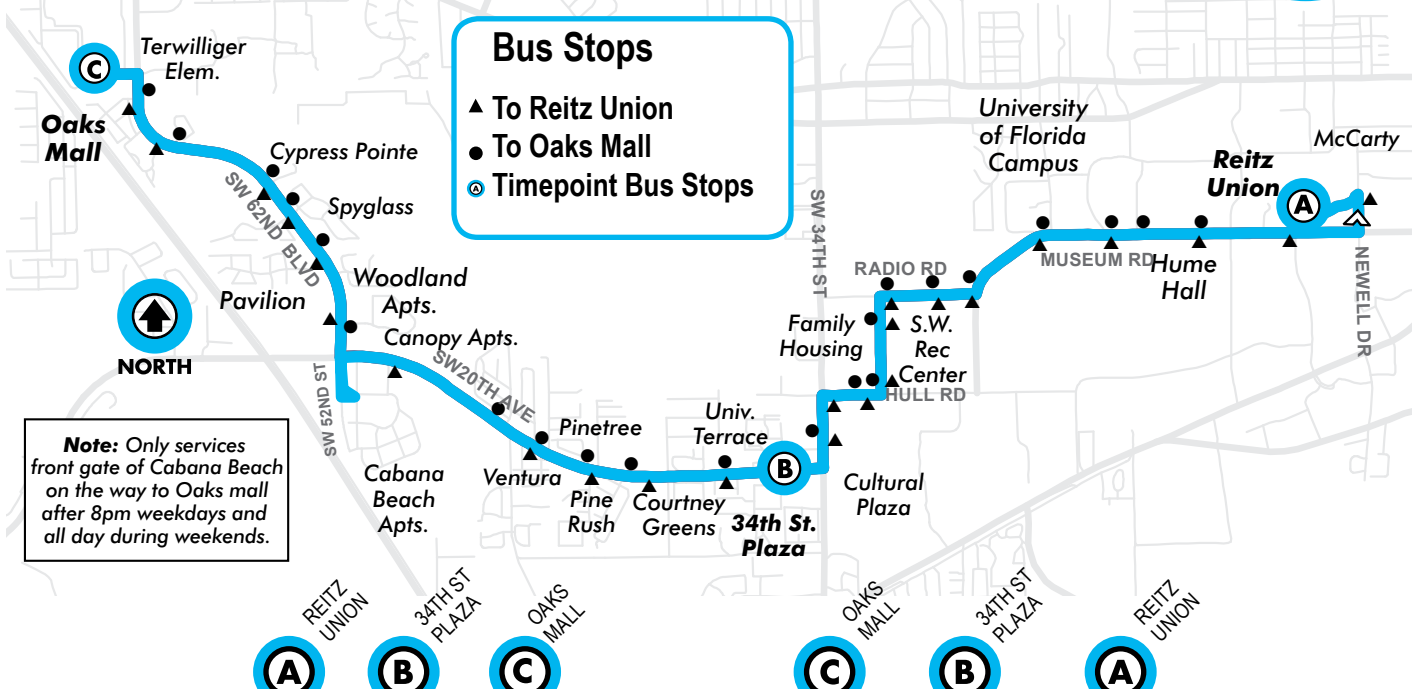 Bus Stops
To Reitz Union
To Oaks Mall
A Timepoint Bus Stops
C
Terwilliger
Elem.
Oaks
Mall
Cypress Pointe
SW 62ND BLVD
Spyglass
Woodland
Apts.
Pavilion
Canopy Apts.
NORTH
SW 52ND ST
SW20TH AVE
Note: Only services
front gate of Cabana Beach
on the way to Oaks mall
after 8pm weekdays and
all day during weekends.
Cabana
Beach
Apts.
Ventura
Pinetree
Pine
Rush
Courtney
Greens
Univ.
Terrace
B
34th St.
Plaza
SW 34TH ST
Cultural
Plaza
Family
Housing
HULL RD
S.W.
Rec
Center
RADIO RD
University
of Florida
Campus
MUSEUM RD
Hume
Hall
Reitz
Union
A
McCarty
NEWELL DR
REITZ
UNION
A
34TH ST
PLAZA
B
OAKS
MALL
C
OAKS
MALL
C
34TH ST
PLAZA
B
REITZ
UNION
A